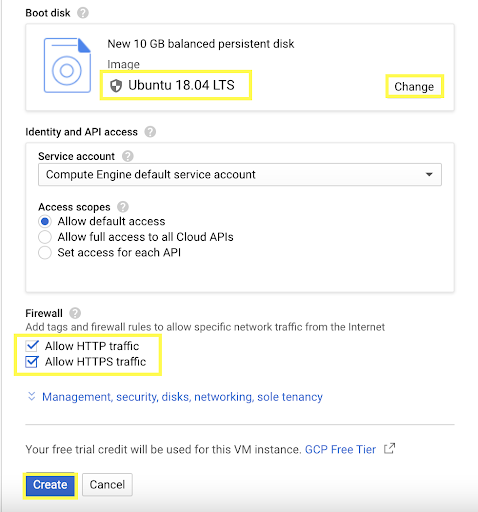 Boot disk
New 10 GB balanced persistent disk
Image
Ubuntu 18.04 LTS
Change
Identity and API access
Service account
Compute Engine default service account
Access scopes
Allow default access
Allow full access to all Cloud APIs
Set access for each API
Firewall
Add tags and firewall rules to allow specific network traffic from the Internet
Allow HTTP traffic
Allow HTTPS traffic
Management, security, disks, networking, sole tenancy
Your free trial credit will be used for this VM instance. GCP Free Tier
Create Cancel